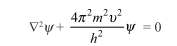 ∇²ψ + 4π²m²υ²/h² ψ = 0